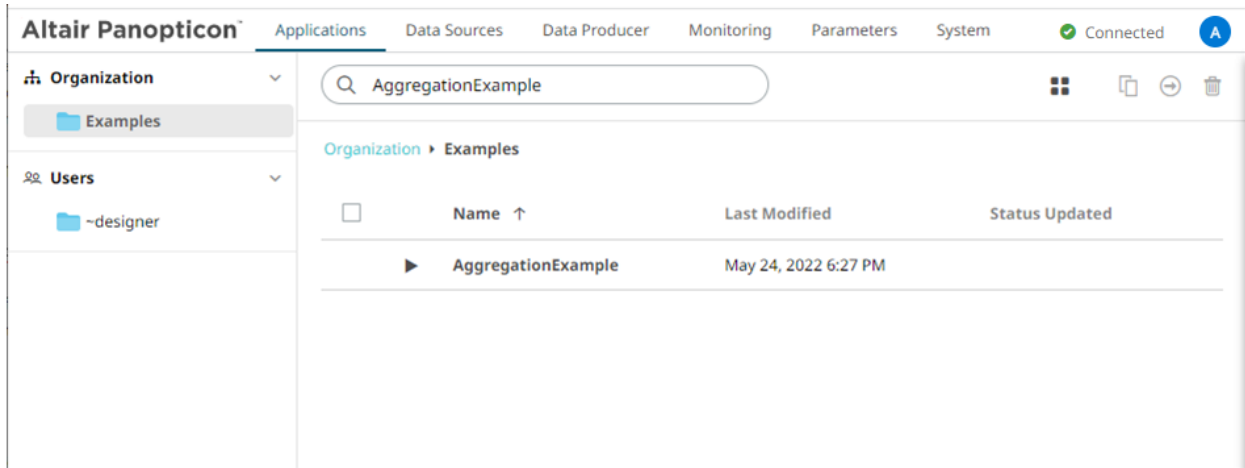 Altair Panopticon™ Applications Data Sources Data Producer Monitoring Parameters System Connected A
Organization
Examples
Users
~designer
AggregationExample
Organization ▸ Examples
Name ↑ Last Modified Status Updated
AggregationExample May 24, 2022 6:27 PM